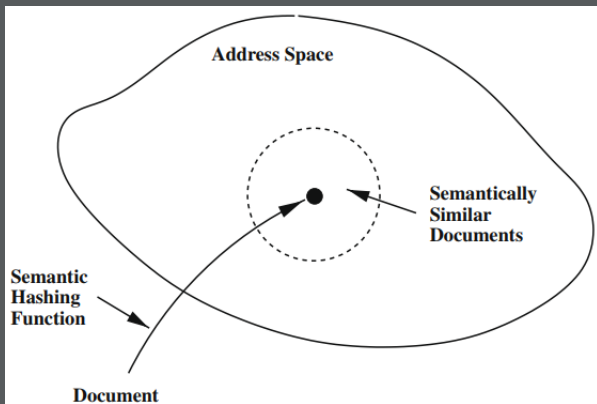 Address Space
Semantically
Similar
Documents
Semantic
Hashing
Function
Document